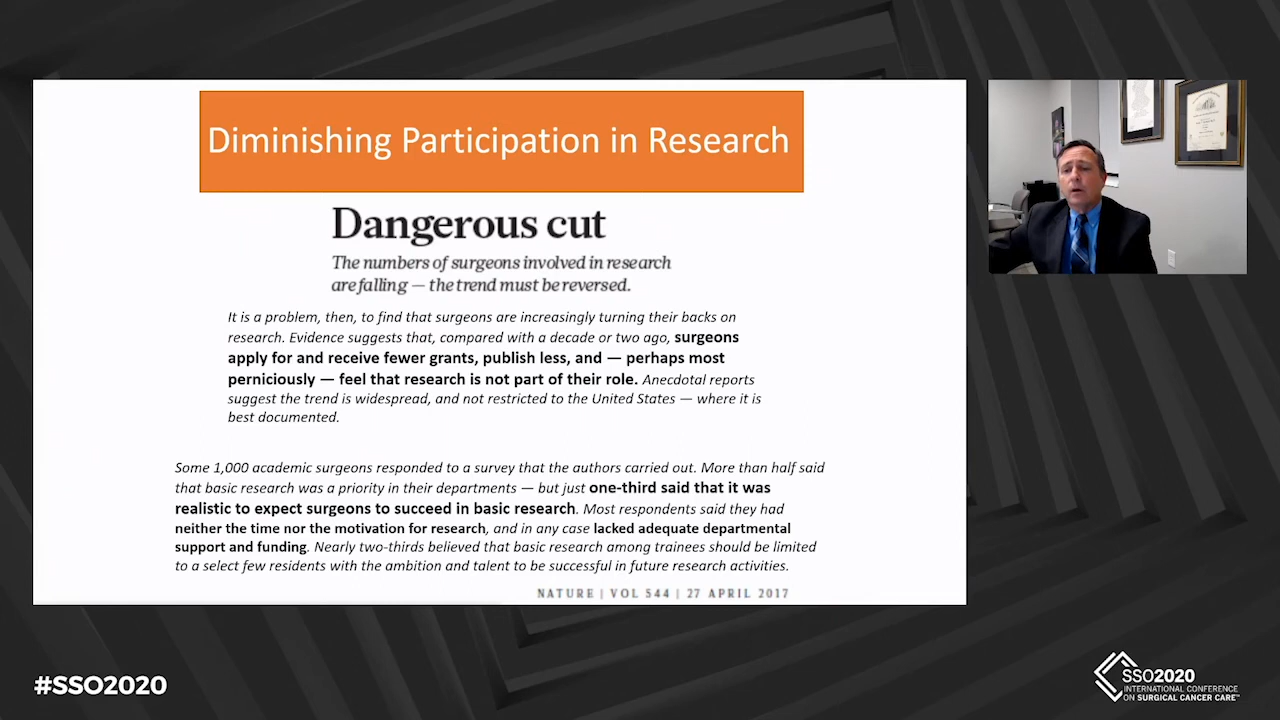 Diminishing Participation in Research
Dangerous cut
The numbers of surgeons involved in research
are falling — the trend must be reversed.
It is a problem, then, to find that surgeons are increasingly turning their backs on
research. Evidence suggests that, compared with a decade or two ago, surgeons
apply for and receive fewer grants, publish less, and — perhaps most
perniciously — feel that research is not part of their role. Anecdotal reports
suggest the trend is widespread, and not restricted to the United States — where it is
best documented.
Some 1,000 academic surgeons responded to a survey that the authors carried out. More than half said
that basic research was a priority in their departments — but just one-third said that it was
realistic to expect surgeons to succeed in basic research. Most respondents said they had
neither the time nor the motivation for research, and in any case lacked adequate departmental
support and funding. Nearly two-thirds believed that basic research among trainees should be limited
to a select few residents with the ambition and talent to be successful in future research activities.
NATURE | VOL 544 | 27 APRIL 2017
#SSO2020
SSO2020
INTERNATIONAL CONFERENCE
ON SURGICAL CANCER CARE™